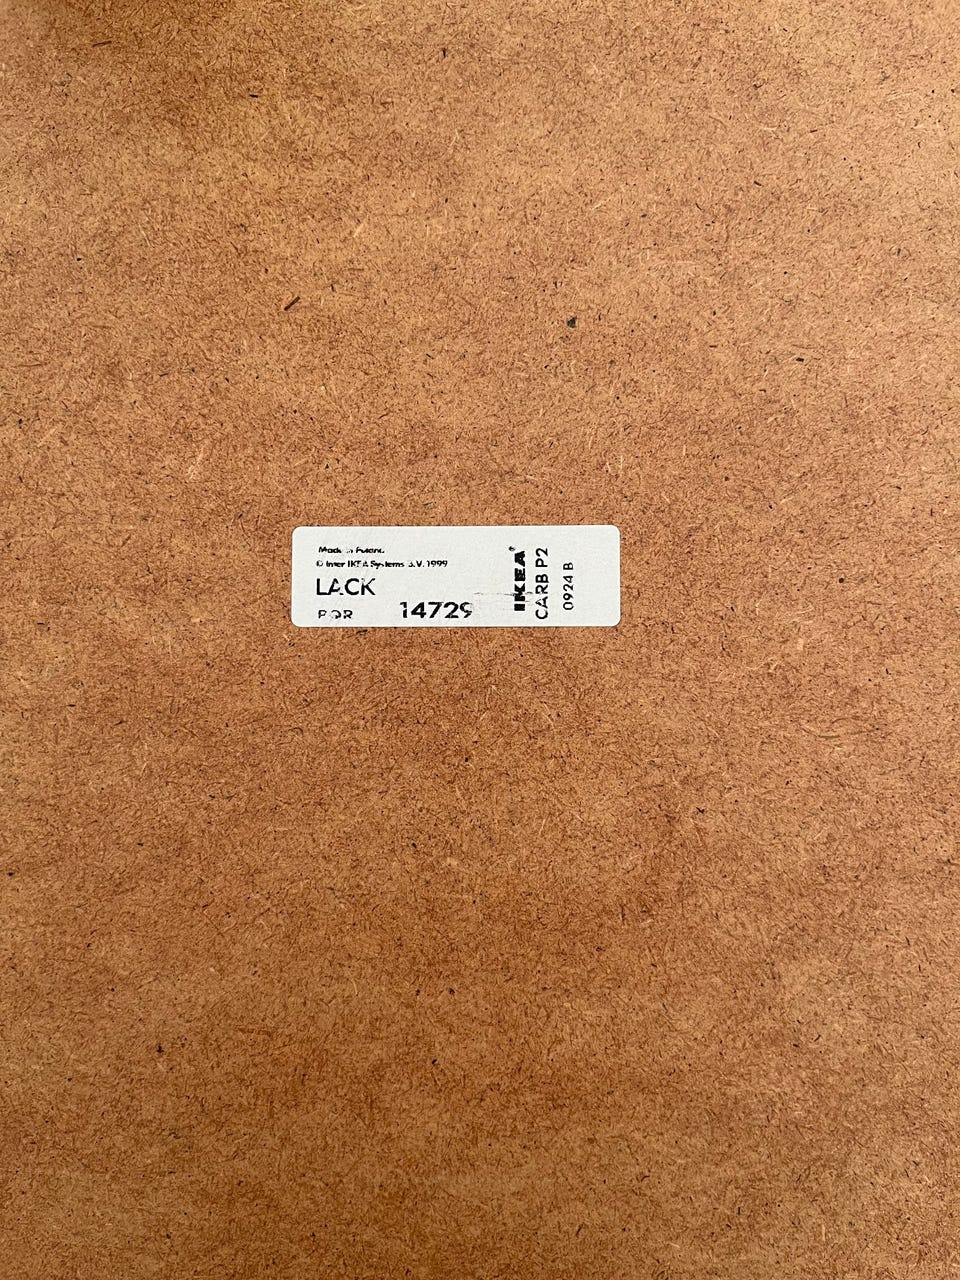 Made in Poland
© Inter IKEA Systems B.V. 1999
LACK
14729
IKEA®
CARB P2
0924 B